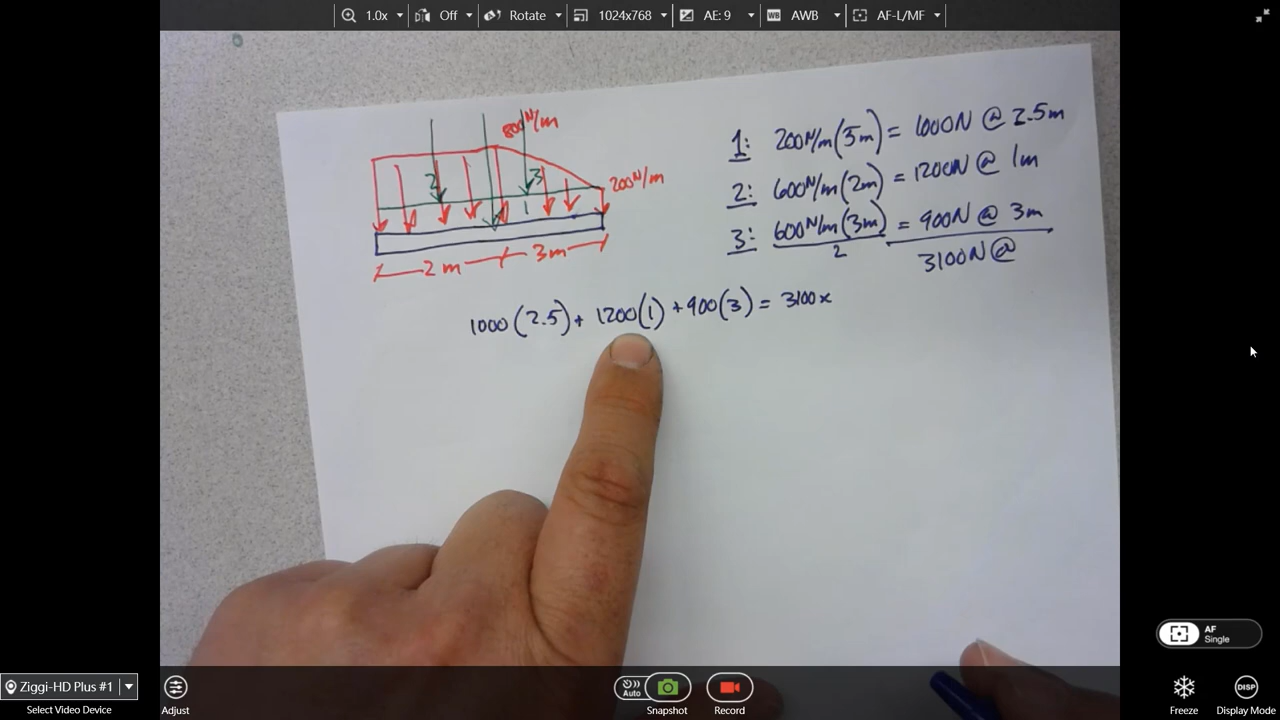 1.0x Off Rotate 1024x768 AE: 9 WB AWB AF-L/MF
800 N/m
2
3
200 N/m
1
2 m 3m
1: 200N/m(5m) = 1000N @ 2.5m
2: 600N/m(2m) = 1200N @ 1m
3: 600N/m(3m) = 900N @ 3m
2
3100N @
1000(2.5) + 1200(1) + 900(3) = 3100x
AF
Single
Ziggi-HD Plus #1
Select Video Device
Adjust
Auto
Snapshot
Record
Freeze
DISP
Display Mode